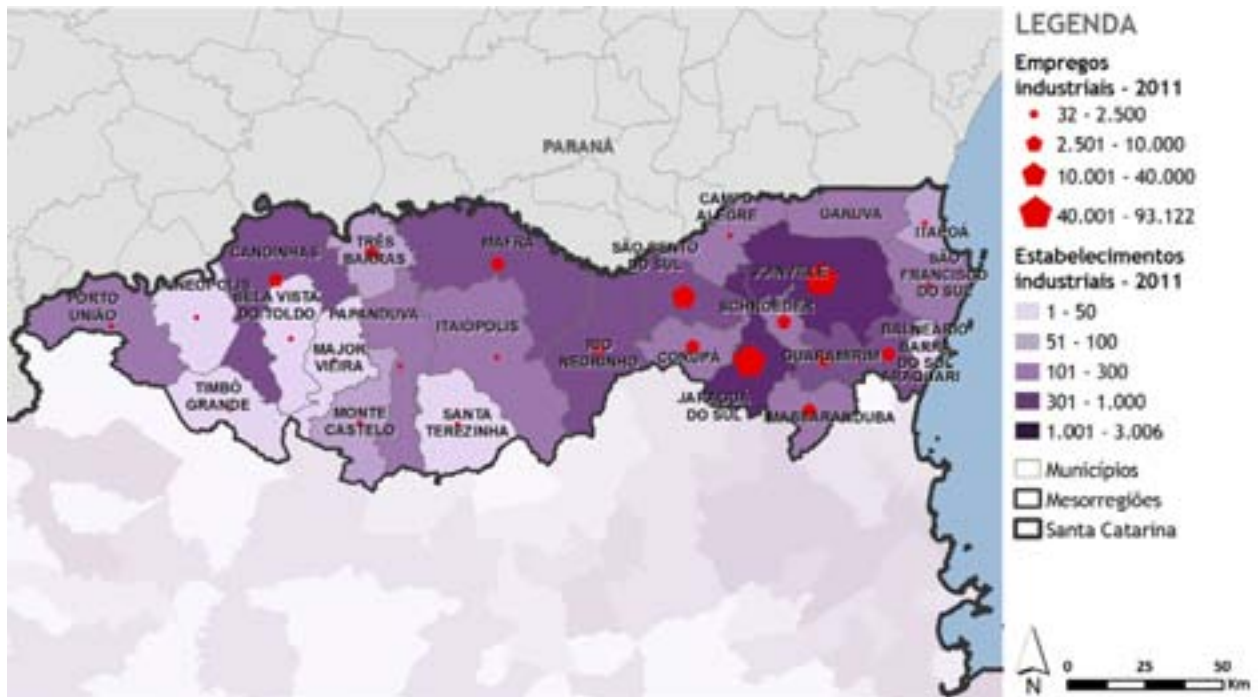 LEGENDA
Empregos
industriais - 2011
32 - 2.500
2.501 - 10.000
10.001 - 40.000
40.001 - 93.122
Estabelecimentos
industriais - 2011
1 - 50
51 - 100
101 - 300
301 - 1.000
1.001 - 3.006
Municípios
Mesorregiões
Santa Catarina
N
0 25 50
Km
PARANÁ
CAMPO
ALEGRE
GARUVA
ITAPOÁ
CANOINHAS
TRÊS
BARRAS
MAFRA
SÃO BENTO
DO SUL
JOINVILLE
SÃO
FRANCISCO
DO SUL
PORTO
UNIÃO
BELA VISTA
DO TOLDO
PAPANDUVA
ITAIÓPOLIS
SCHROEDER
MAJOR
VIEIRA
RIO
NEGRINHO
CORUPÁ
GUARAMIRIM
BALNEÁRIO
BARRA
DO SUL
ARAQUARI
TIMBÓ
GRANDE
MONTE
CASTELO
SANTA
TEREZINHA
JARAGUÁ
DO SUL
MASSARANDUBA